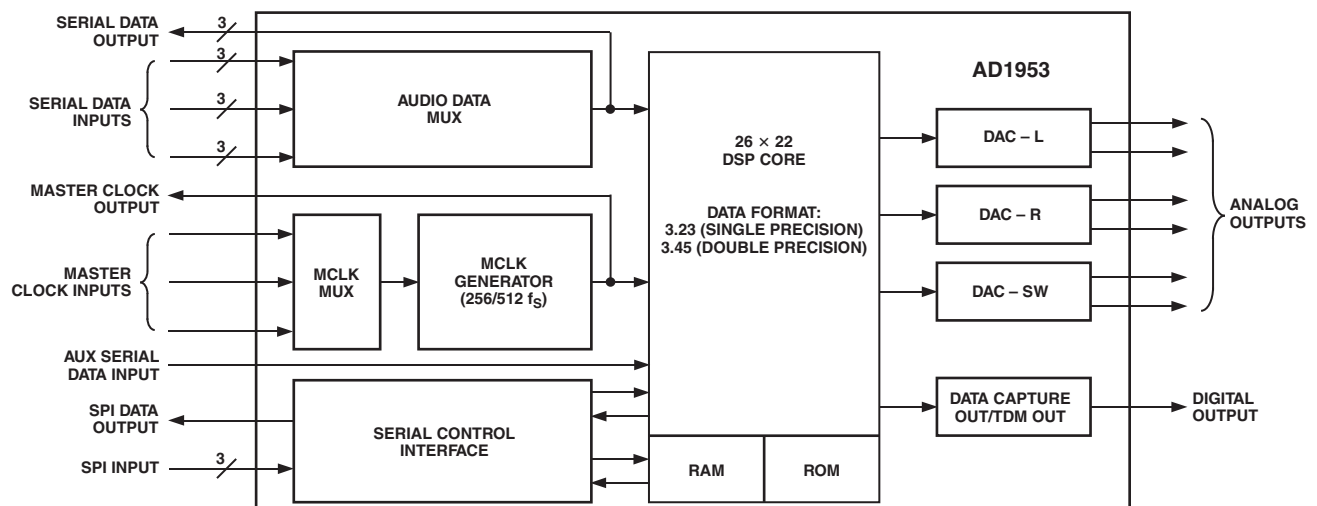 SERIAL DATA
OUTPUT
3
3
SERIAL DATA
INPUTS
3
3
AUDIO DATA
MUX
MASTER CLOCK
OUTPUT
MASTER
CLOCK INPUTS
MCLK
MUX
MCLK
GENERATOR
(256/512 fS)
AUX SERIAL
DATA INPUT
SPI DATA
OUTPUT
SPI INPUT
3
SERIAL CONTROL
INTERFACE
26 × 22
DSP CORE
DATA FORMAT:
3.23 (SINGLE PRECISION)
3.45 (DOUBLE PRECISION)
RAM
ROM
AD1953
DAC – L
DAC – R
DAC – SW
ANALOG
OUTPUTS
DATA CAPTURE
OUT/TDM OUT
DIGITAL
OUTPUT